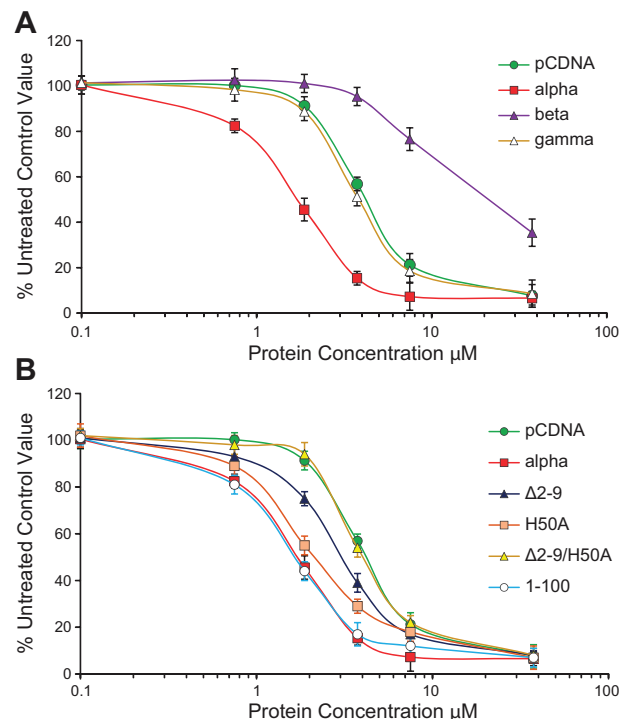 A
120
100
80
60
40
20
0
% Untreated Comtrol Value
pCDNA
alpha
beta
gamma
0.1
1
10
100
Protein Concentration µM
B
120
100
80
60
40
20
0
% Untreated Control Value
pCDNA
alpha
Δ2-9
H50A
Δ2-9/H50A
1-100
0.1
1
10
100
Protein Concentration µM